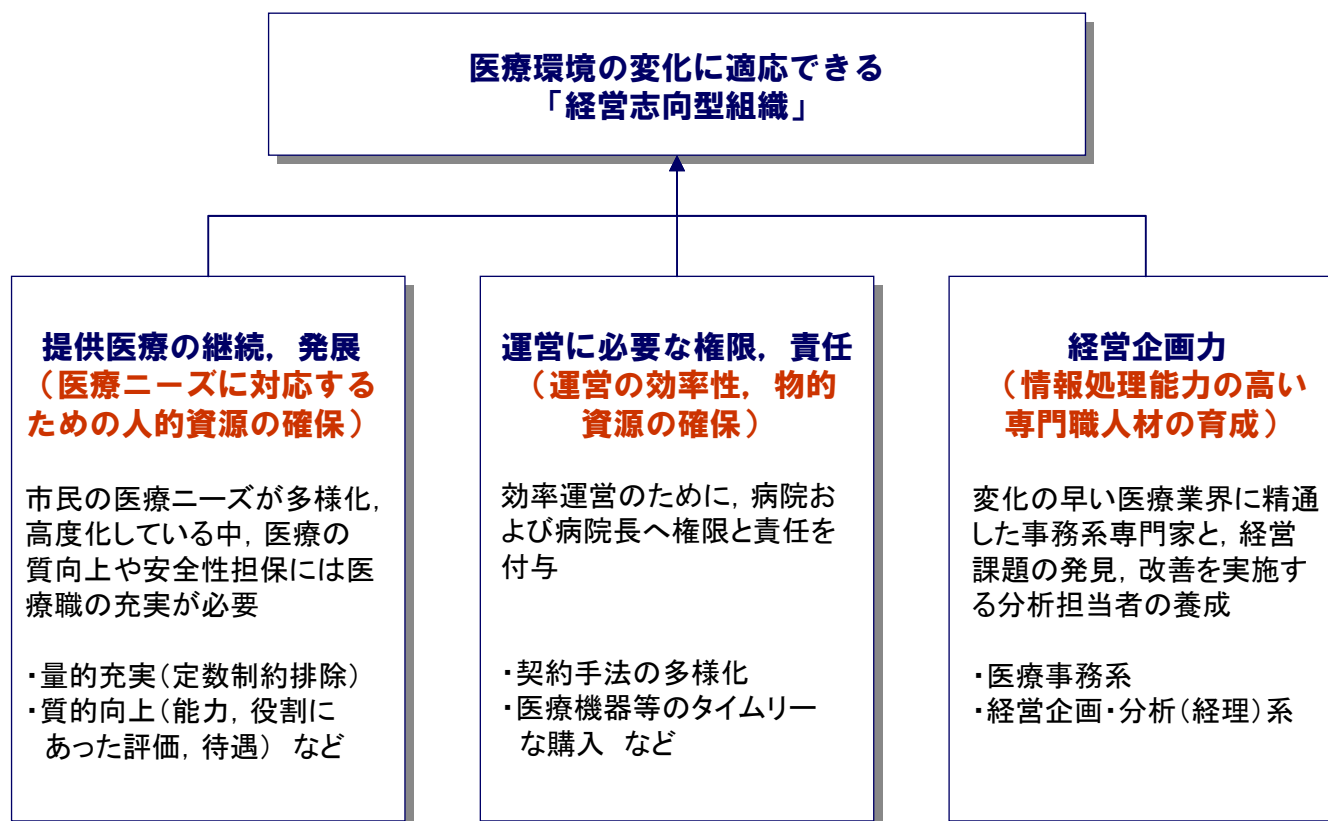 医療環境の変化に適応できる
「経営志向型組織」
提供医療の継続，発展
（医療ニーズに対応する
ための人的資源の確保）
市民の医療ニーズが多様化，
高度化している中，医療の
質向上や安全性担保には医
療職の充実が必要
・量的充実（定数制約排除）
・質的向上（能力，役割に
あった評価，待遇）　など
運営に必要な権限，責任
（運営の効率性，物的
資源の確保）
効率運営のために，病院お
よび病院長へ権限と責任を
付与
・契約手法の多様化
・医療機器等のタイムリー
な購入　など
経営企画力
（情報処理能力の高い
専門職人材の育成）
変化の早い医療業界に精通
した事務系専門家と，経営
課題の発見，改善を実施す
る分析担当者の養成
・医療事務系
・経営企画・分析（経理）系